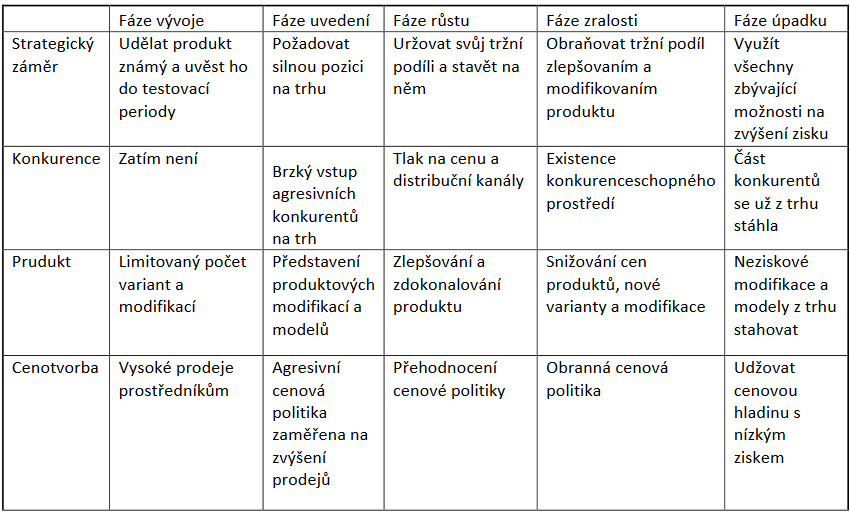 Fáze vývoje
Fáze uvedení
Fáze růstu
Fáze zralosti
Fáze úpadku
Strategický
záměr
Udělat produkt
známý a uvěst ho
do testovací
periody
Požadovat
silnou pozici
na trhu
Uržovat svůj tržní
podíli a stavět na
něm
Obraňovat tržní podíl
zlepšovaním a
modifikovaním
produktu
Využít
všechny
zbývající
možnosti na
zvýšení zisku
Konkurence
Zatím není
Brzký vstup
agresivních
konkurentů
na trh
Tlak na cenu a
distribuční kanály
Existence
konkurenceschopného
prostředí
Část
konkurentů
se už z trhu
stáhla
Prudukt
Limitovaný počet
variant a
modifikací
Představení
produktových
modifikací a
modelů
Zlepšování a
zdokonalování
produktu
Snižování cen
produktů, nové
varianty a modifikace
Neziskové
modifikace a
modely z trhu
stahovat
Cenotvorba
Vysoké prodeje
prostředníkům
Agresivní
cenová
politika
zaměřena na
zvýšení
prodejů
Přehodnocení
cenové politiky
Obranná cenová
politika
Udžovat
cenovou
hladinu s
nízkým
ziskem